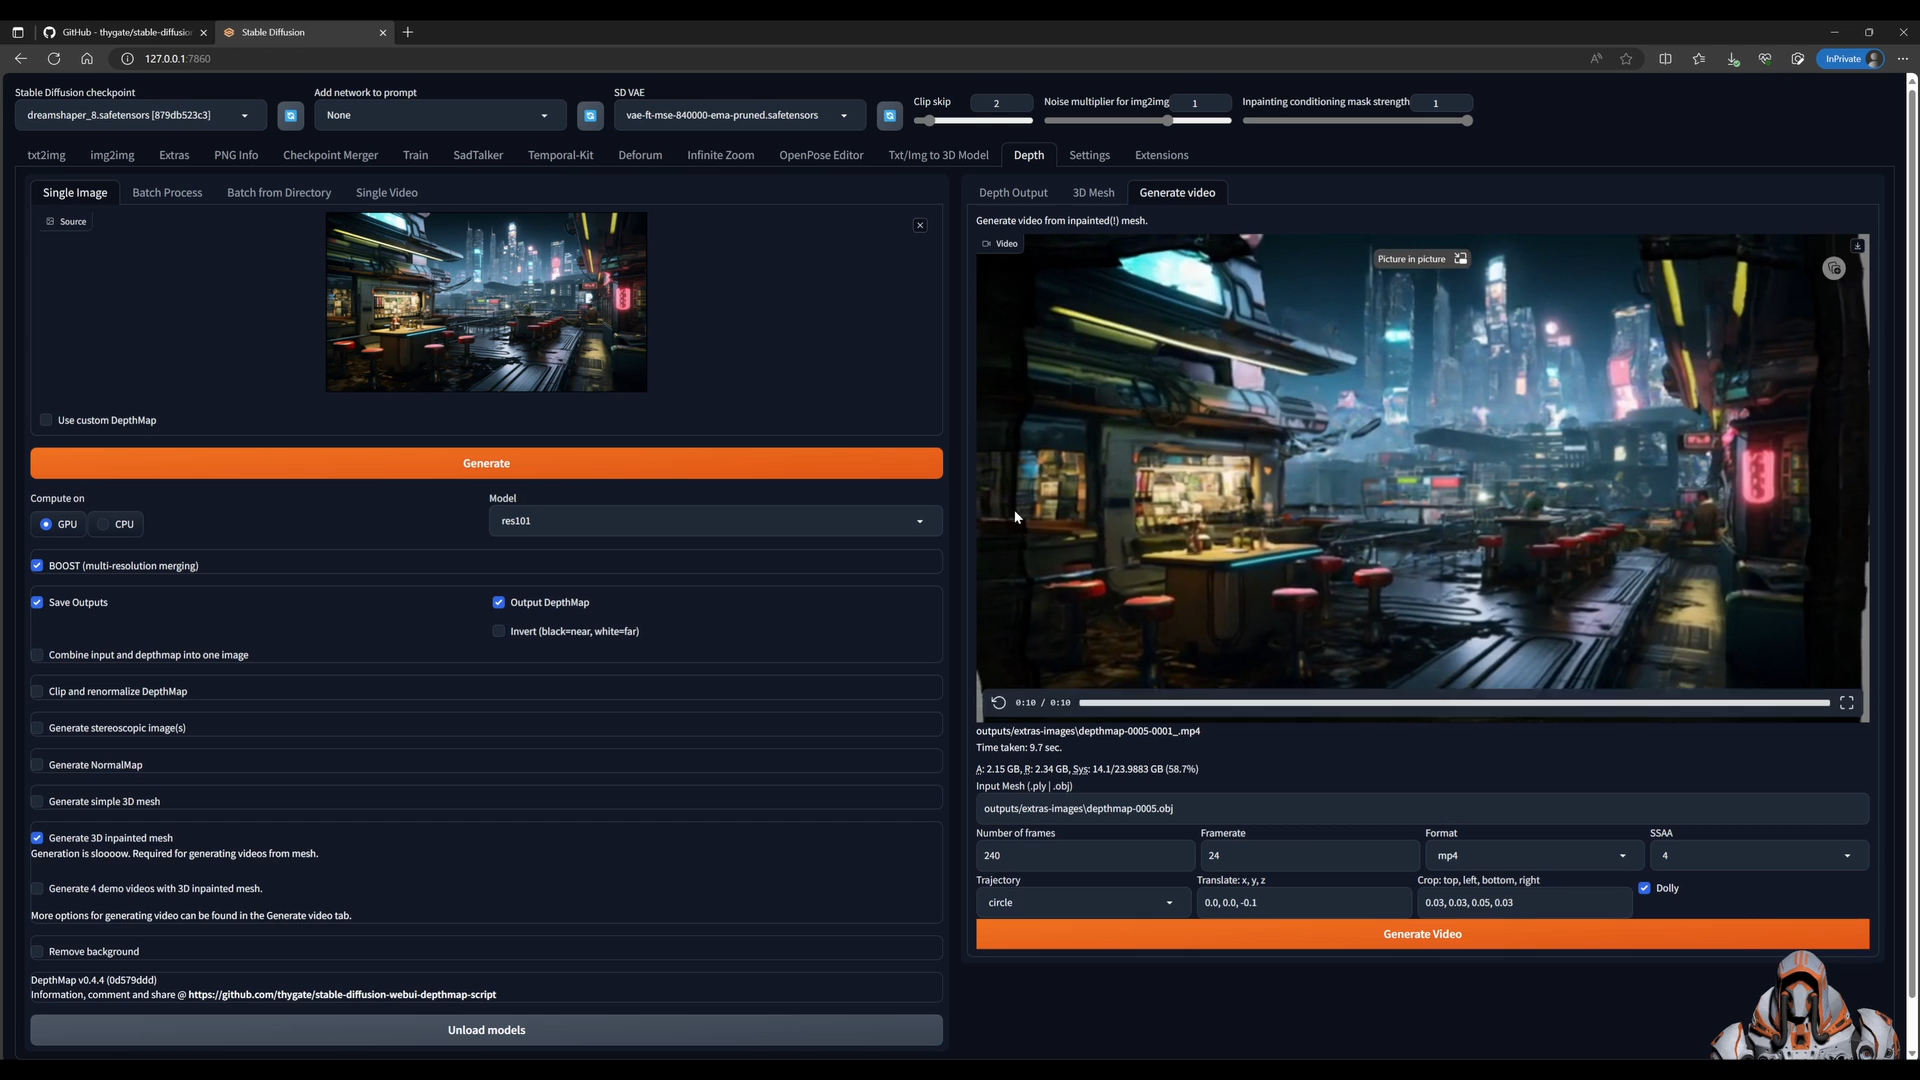 GitHub - thygate/stable-diffusion
Stable Diffusion
127.0.0.1:7860
InPrivate
Stable Diffusion checkpoint
Add network to prompt
SD VAE
Clip skip
2
Noise multiplier for img2img
1
Inpainting conditioning mask strength
1
dreamshaper_8.safetensors [879db523c3]
None
vae-ft-mse-840000-ema-pruned.safetensors
txt2img
img2img
Extras
PNG Info
Checkpoint Merger
Train
SadTalker
Temporal-Kit
Deforum
Infinite Zoom
OpenPose Editor
Txt/Img to 3D Model
Depth
Settings
Extensions
Single Image
Batch Process
Batch from Directory
Single Video
Source
Use custom DepthMap
Generate
Compute on
GPU
CPU
Model
res101
BOOST (multi-resolution merging)
Save Outputs
Output DepthMap
Invert (black=near, white=far)
Combine input and depthmap into one image
Clip and renormalize DepthMap
Generate stereoscopic image(s)
Generate NormalMap
Generate simple 3D mesh
Generate 3D inpainted mesh
Generation is sloooow. Required for generating videos from mesh.
Generate 4 demo videos with 3D inpainted mesh.
More options for generating video can be found in the Generate video tab.
Remove background
DepthMap v0.4.4 (0d579ddd)
Information, comment and share @ https://github.com/thygate/stable-diffusion-webui-depthmap-script
Unload models
Depth Output
3D Mesh
Generate video
Generate video from inpainted(!) mesh.
Video
Picture in picture
0:10 / 0:10
outputs/extras-images\depthmap-0005-0001_.mp4
Time taken: 9.7 sec.
A: 2.15 GB, R: 2.34 GB, Sys: 14.1/23.9883 GB (58.7%)
Input Mesh (.ply | .obj)
outputs/extras-images\depthmap-0005.obj
Number of frames
240
Framerate
24
Format
mp4
SSAA
4
Trajectory
circle
Translate: x, y, z
0.0, 0.0, -0.1
Crop: top, left, bottom, right
0.03, 0.03, 0.05, 0.03
Dolly
Generate Video